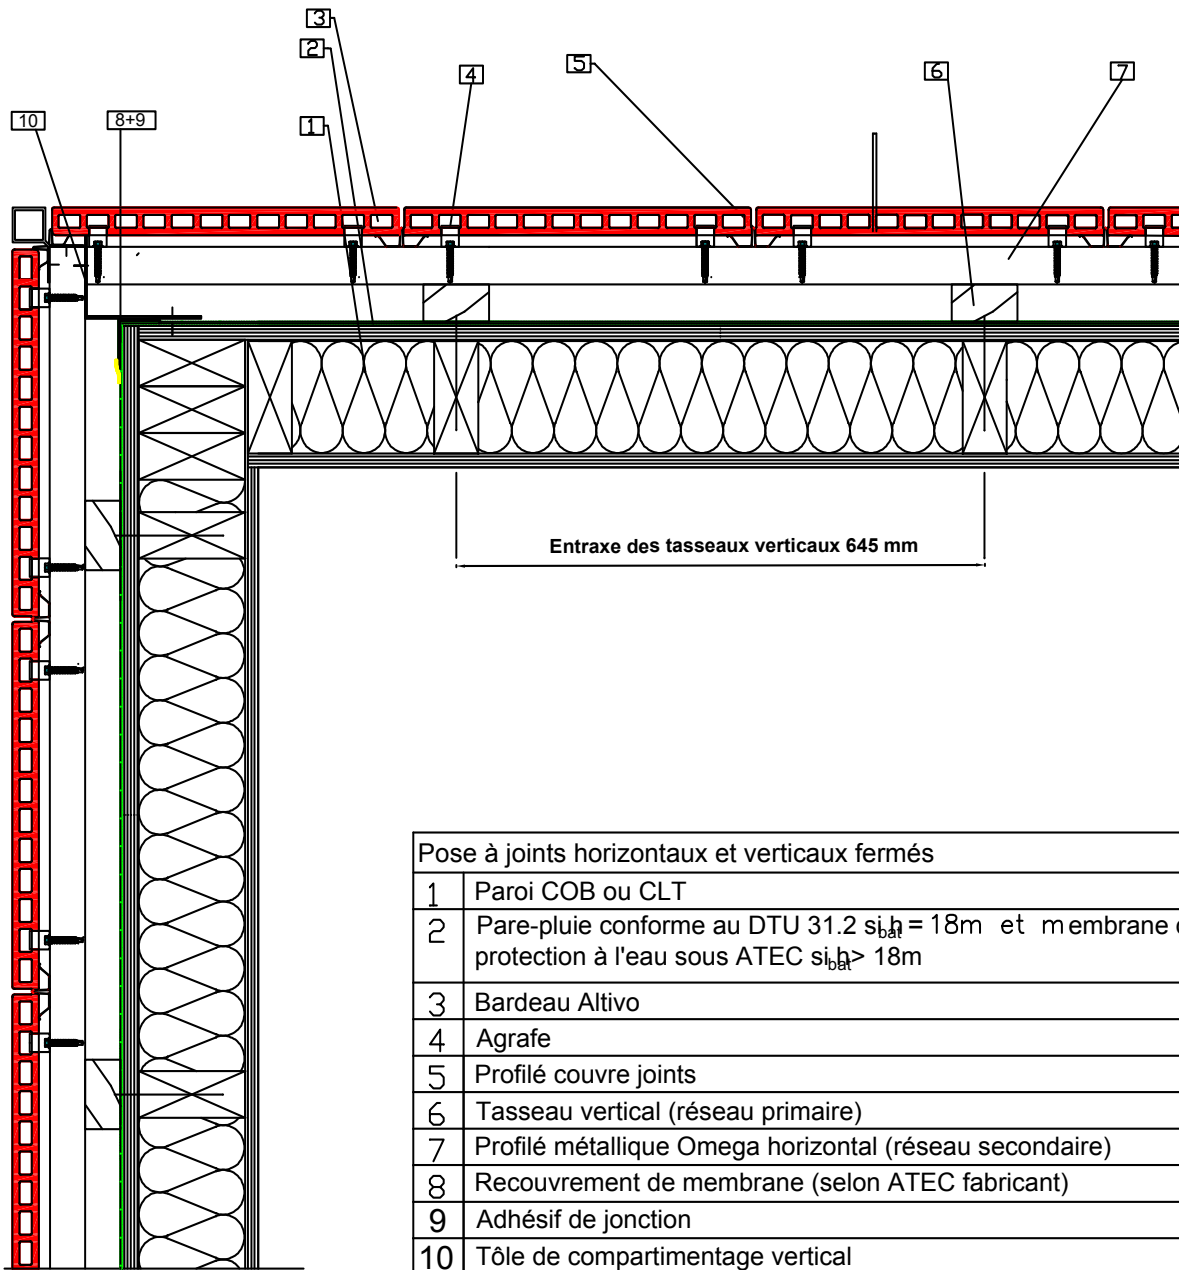 3
2
4
5
6
7
10
8+9
1
Entraxe des tasseaux verticaux 645 mm
Pose à joints horizontaux et verticaux fermés
1 Paroi COB ou CLT
2 Pare-pluie conforme au DTU 31.2 si h bat = 18m et membrane
protection à l'eau sous ATEC si h bat > 18m
3 Bardeau Altivo
4 Agrafe
5 Profilé couvre joints
6 Tasseau vertical (réseau primaire)
7 Profilé métallique Omega horizontal (réseau secondaire)
8 Recouvrement de membrane (selon ATEC fabricant)
9 Adhésif de jonction
10 Tôle de compartimentage vertical